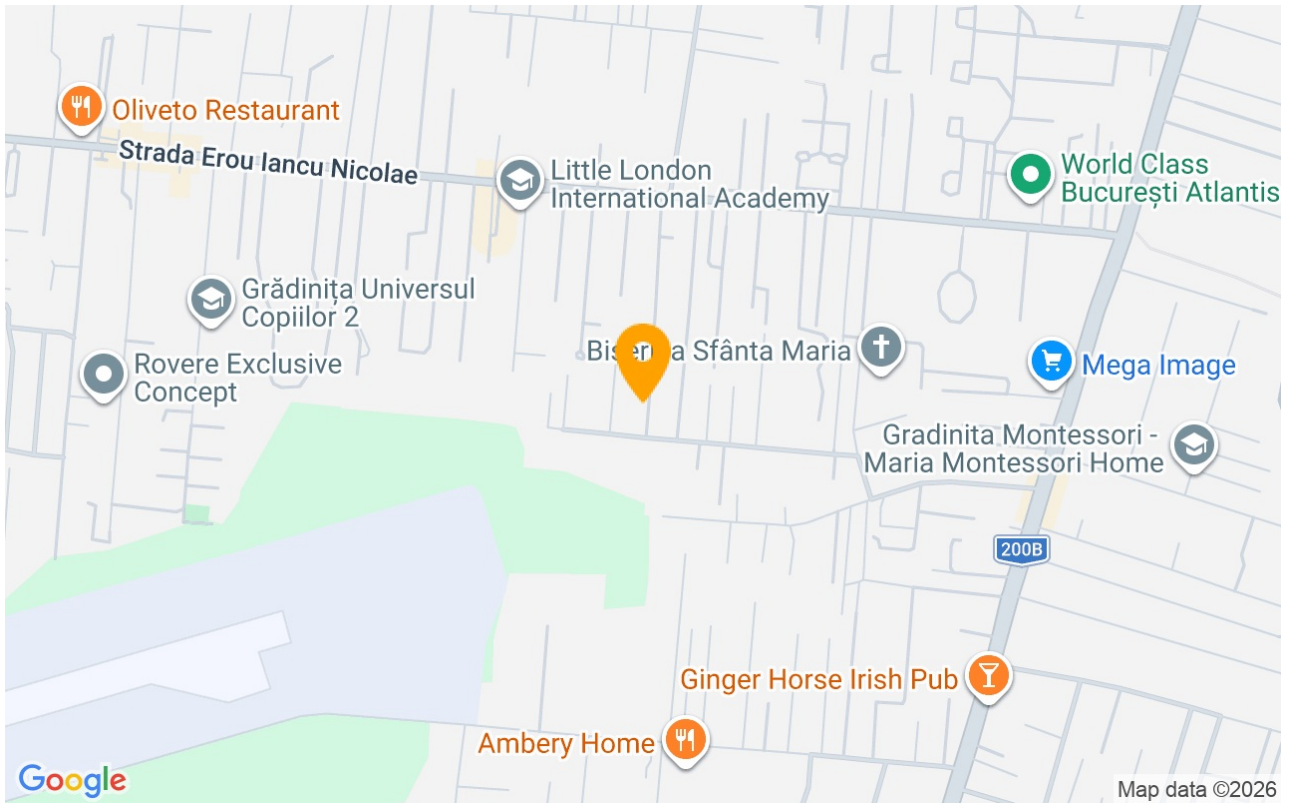 Oliveto Restaurant
Strada Erou Iancu Nicolae
Little London
International Academy
World Class
București Atlantis
Grădinița Universul
Copiilor 2
Rovere Exclusive
Concept
Sfânta Maria
Mega Image
Gradinita Montessori -
Maria Montessori Home
200B
Ginger Horse Irish Pub
Ambery Home
Google
Map data ©2026